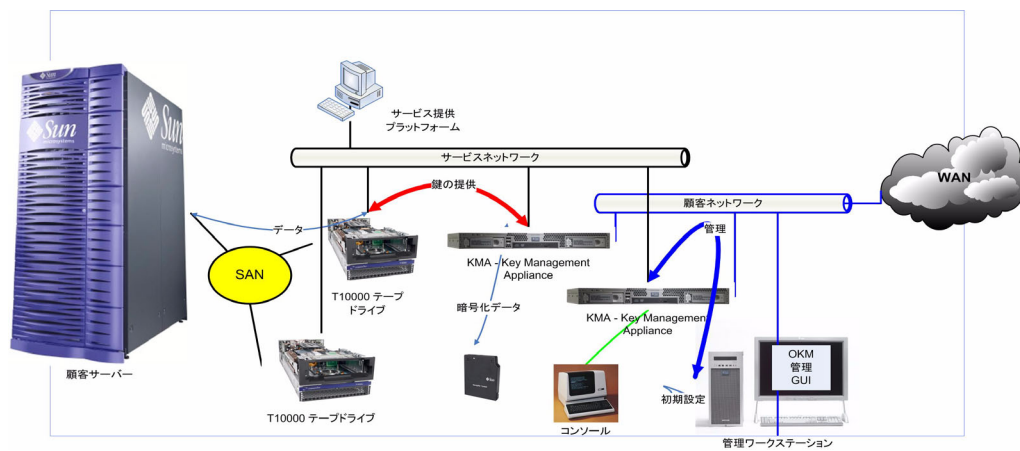 サービス提供
プラットフォーム
サービスネットワーク
Sun
microsystems
Sun
microsystems
鍵の提供
WAN
顧客ネットワーク
データ
管理
KMA - Key Management
Appliance
SAN
T10000 テープ
ドライブ
暗号化データ
KMA - Key Management
Appliance
OKM
管理
GUI
顧客サーバー
初期設定
T10000 テープドライブ
コンソール
管理ワークステーション